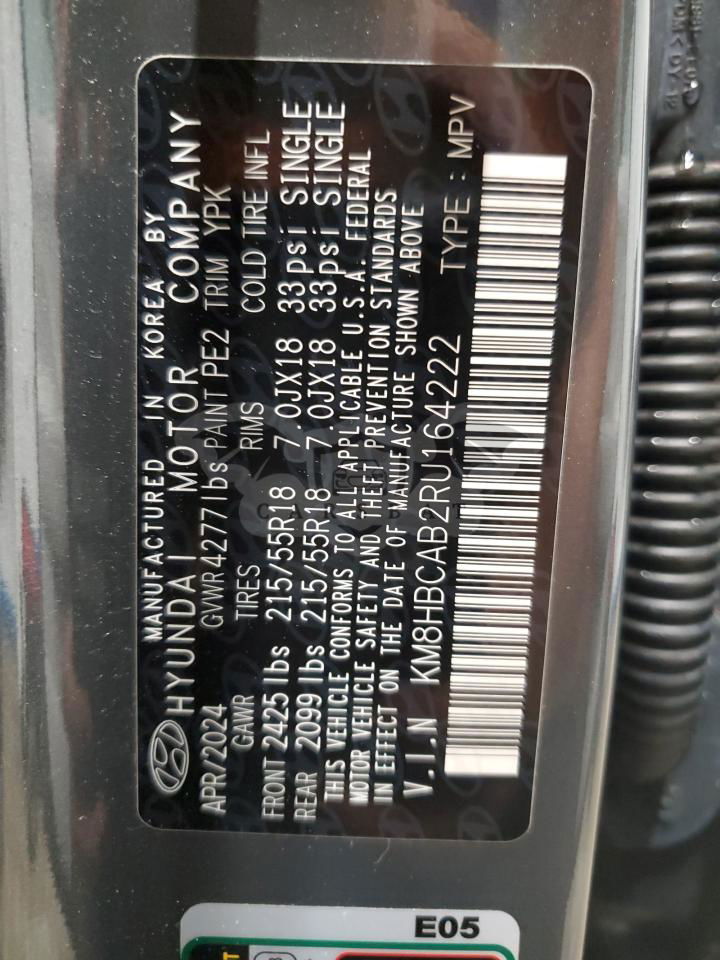 MANUFACTURED IN KOREA BY
HYUNDAI MOTOR COMPANY
APR/2024 GVWR 4277lbs PAINT PE2 TRIM YPK
GAWR TIRES RIMS COLD TIRE INFL
FRONT 2425 lbs 215/55R18 7.0JX18 33psi SINGLE
REAR 2099 lbs 215/55R18 7.0JX18 33psi SINGLE
THIS VEHICLE CONFORMS TO ALL APPLICABLE U.S.A. FEDERAL
MOTOR VEHICLE SAFETY AND THEFT PREVENTION STANDARDS
IN EFFECT ON THE DATE OF MANUFACTURE SHOWN ABOVE
V.I.N KM8HBCAB2RU164222 TYPE : MPV
E05